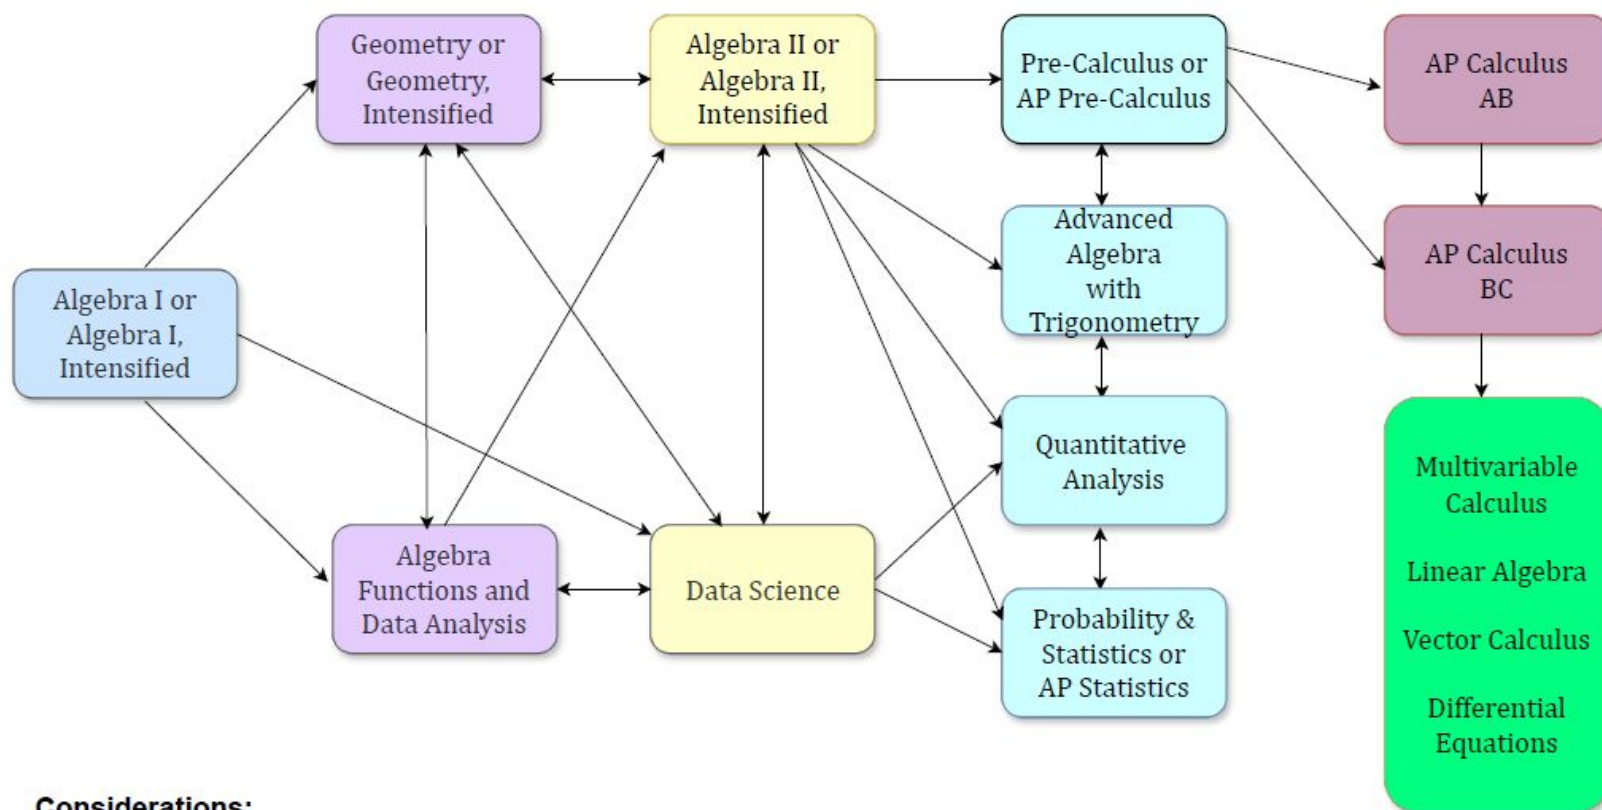 Geometry or
Geometry,
Intensified
Algebra II or
Algebra II,
Intensified
Pre-Calculus or
AP Pre-Calculus
AP Calculus
AB
Algebra I or
Algebra I,
Intensified
Advanced
Algebra
with
Trigonometry
AP Calculus
BC
Quantitative
Analysis
Algebra
Functions and
Data Analysis
Data Science
Probability &
Statistics or
AP Statistics
Multivariable
Calculus
Linear Algebra
Vector Calculus
Differential
Equations
Considerations: